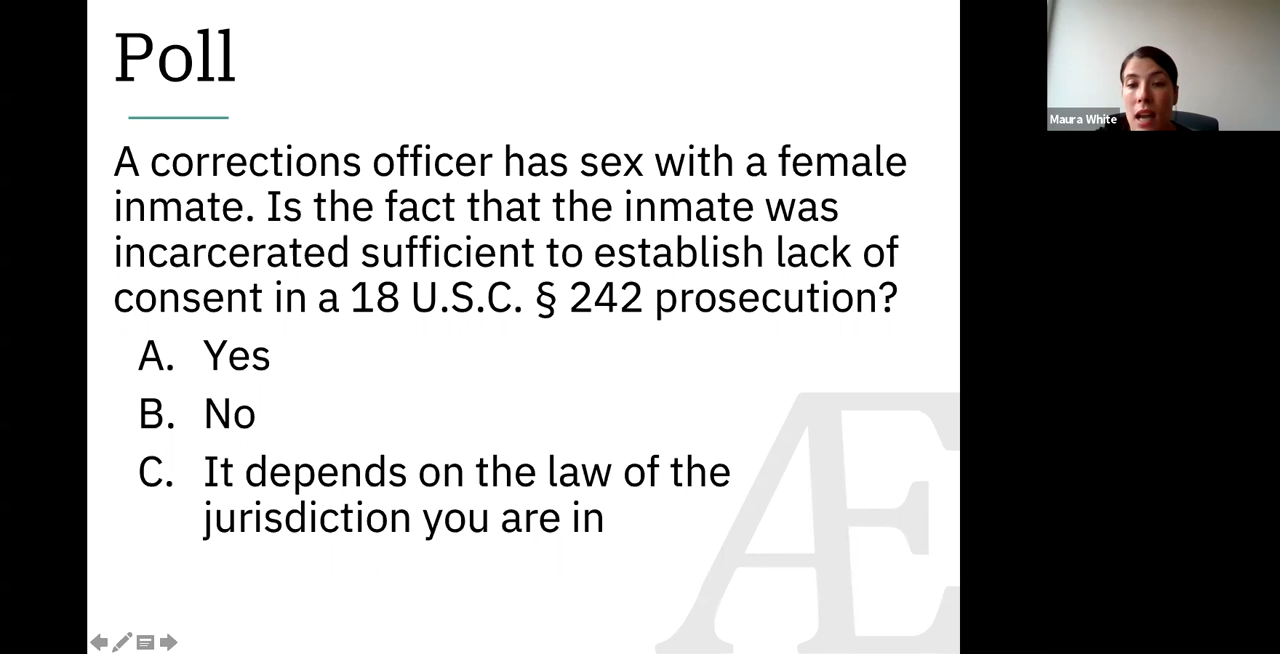 Poll
A corrections officer has sex with a female
inmate. Is the fact that the inmate was
incarcerated sufficient to establish lack of
consent in a 18 U.S.C. § 242 prosecution?
A. Yes
B. No
C. It depends on the law of the
jurisdiction you are in
Æ
Maura White